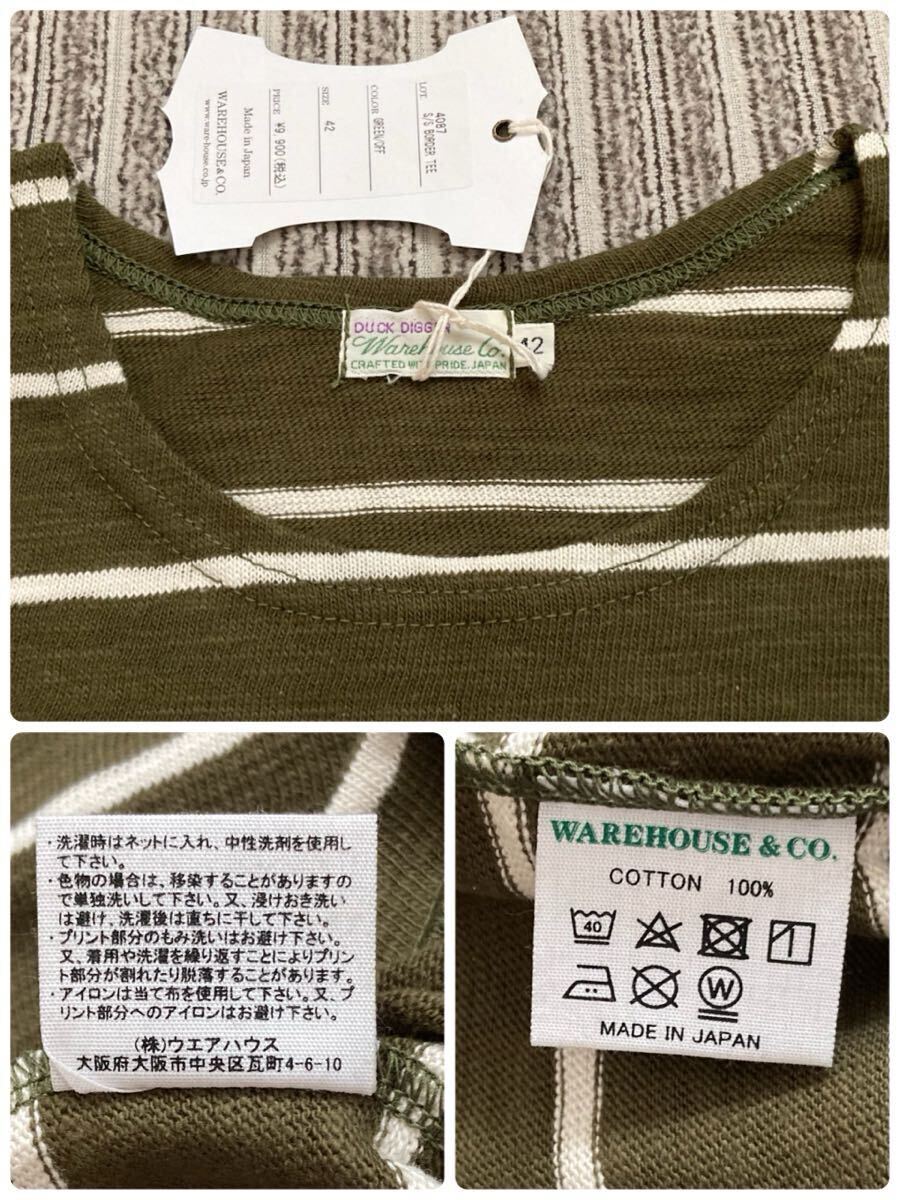 LOT 4087
S/S BORDER TEE
COLOR GREEN/OFF
SIZE 42
PRICE ¥9,900(税込)
Made in Japan
WAREHOUSE&CO.
www.ware-house.co.jp
DUCK DIGGER
Warehouse Co.
CRAFTED WITH PRIDE. JAPAN
42
・洗濯時はネットに入れ、中性洗剤を使用し
て下さい。
・色物の場合は、移染することがありますの
で単独洗いして下さい。又、浸けおき洗い
は避け、洗濯後は直ちに干して下さい。
・プリント部分のもみ洗いはお避け下さい。
又、着用や洗濯を繰り返すことによりプリン
ト部分が割れたり脱落することがあります。
・アイロンは当て布を使用して下さい。又、プ
リント部分へのアイロンはお避け下さい。
(株)ウエアハウス
大阪府大阪市中央区瓦町4-6-10
WAREHOUSE & CO.
COTTON 100%
40
W
MADE IN JAPAN